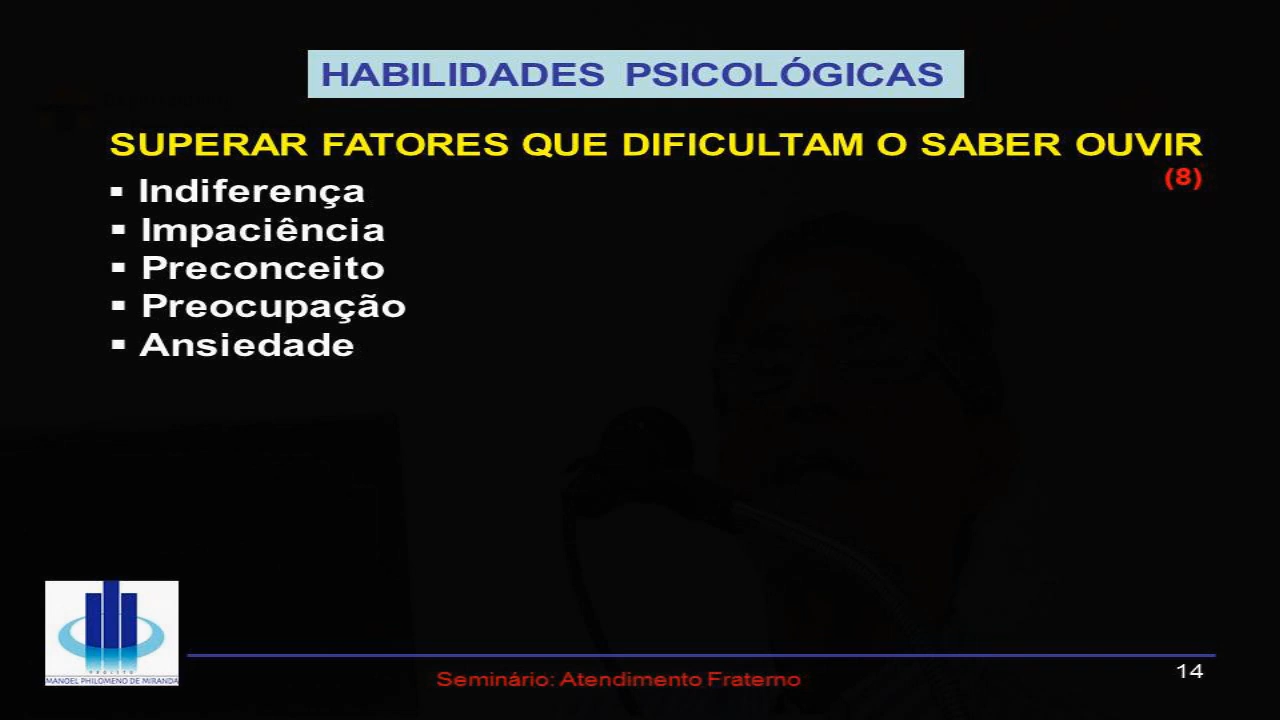 HABILIDADES PSICOLÓGICAS
SUPERAR FATORES QUE DIFICULTAM O SABER OUVIR
(8)
▪ Indiferença
▪ Impaciência
▪ Preconceito
▪ Preocupação
▪ Ansiedade
PROJETO
MANOEL PHILOMENO DE MIRANDA
Seminário: Atendimento Fraterno
14